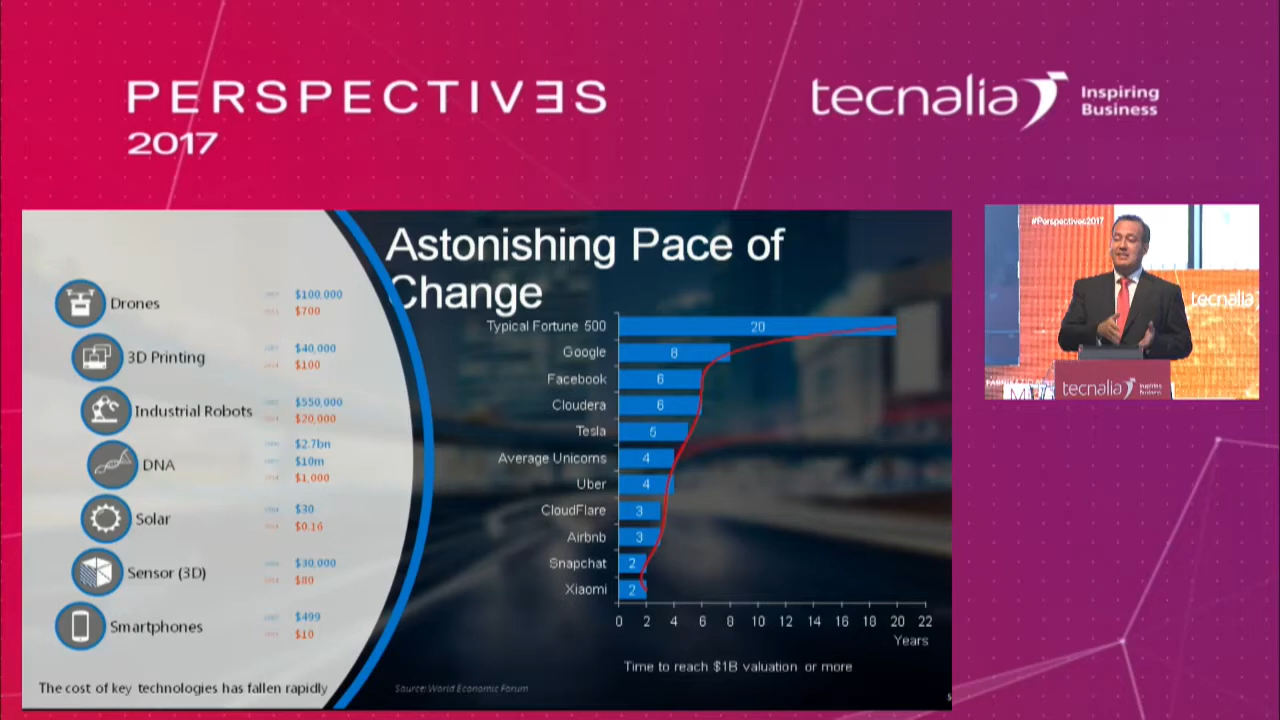 PERSPECTIVƎS
2017
tecnalia
Inspiring
Business
Astonishing Pace of
Change
Drones
$100,000
$700
3D Printing
$40,000
$100
Industrial Robots
$550,000
$20,000
DNA
$2.7bn
$10m
$1,000
Solar
$30
$0.16
Sensor (3D)
$30,000
$80
Smartphones
$499
$10
The cost of key technologies has fallen rapidly
Typical Fortune 500 20
Google 8
Facebook 6
Cloudera 6
Tesla 5
Average Unicorns 4
Uber 4
CloudFlare 3
Airbnb 3
Snapchat 2
Xiaomi 2
0 2 4 6 8 10 12 14 16 18 20 22
Years
Time to reach $1B valuation or more
Source: World Economic Forum
#Perspectives2017
tecnalia
tecnalia